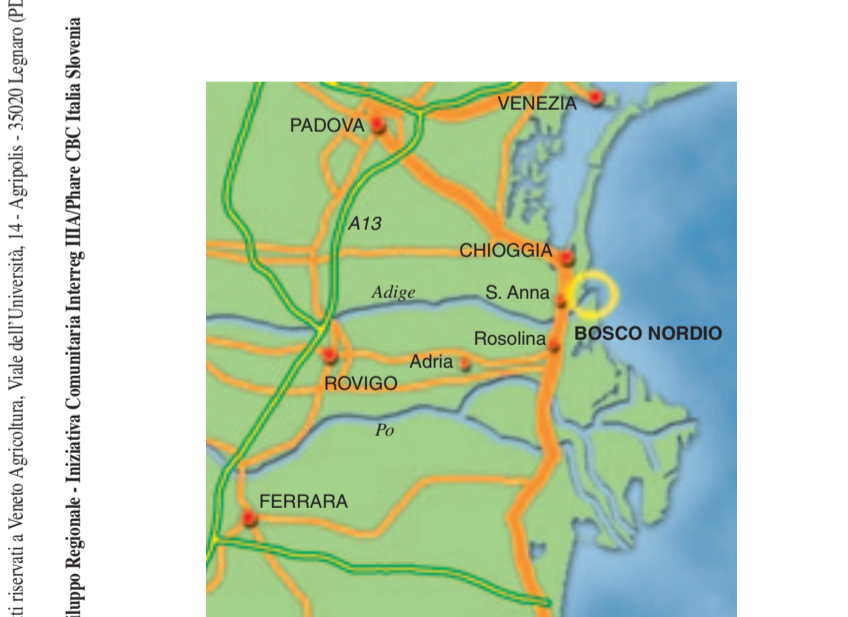 ti riservati a Veneto Agricoltura, Viale dell'Università, 14 - Agripolis - 35020 Legnaro (PD
luppo Regionale - Iniziativa Comunitaria Interreg IIIA/Phare CBC Italia Slovenia
VENEZIA
PADOVA
A13
CHIOGGIA
Adige
S. Anna
BOSCO NORDIO
Rosolina
Adria
ROVIGO
Po
FERRARA